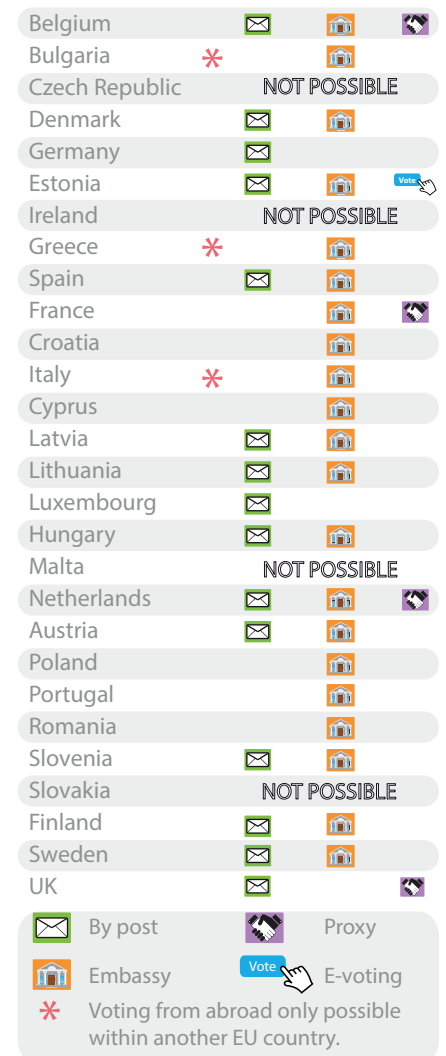 Belgium
Bulgaria
Czech Republic NOT POSSIBLE
Denmark
Germany
Estonia Vote
Ireland NOT POSSIBLE
Greece
Spain
France
Croatia
Italy
Cyprus
Latvia
Lithuania
Luxembourg
Hungary
Malta NOT POSSIBLE
Netherlands
Austria
Poland
Portugal
Romania
Slovenia
Slovakia NOT POSSIBLE
Finland
Sweden
UK
By post Proxy
Embassy Vote E-voting
Voting from abroad only possible
within another EU country.